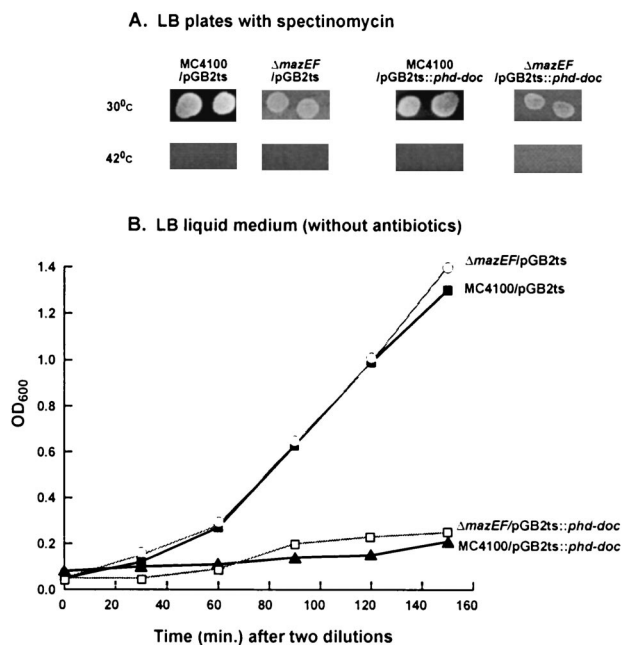 A. LB plates with spectinomycin
MC4100
/pGB2ts
ΔmazEF
/pGB2ts
MC4100
/pGB2ts::phd-doc
ΔmazEF
/pGB2ts::phd-doc
30⁰c
42⁰c
B. LB liquid medium (without antibiotics)
1.4
1.2
1.0
0.8
0.6
0.4
0.2
0.0
OD₆₀₀
ΔmazEF/pGB2ts
MC4100/pGB2ts
ΔmazEF/pGB2ts::phd-doc
MC4100/pGB2ts::phd-doc
0 20 40 60 80 100 120 140 160
Time (min.) after two dilutions